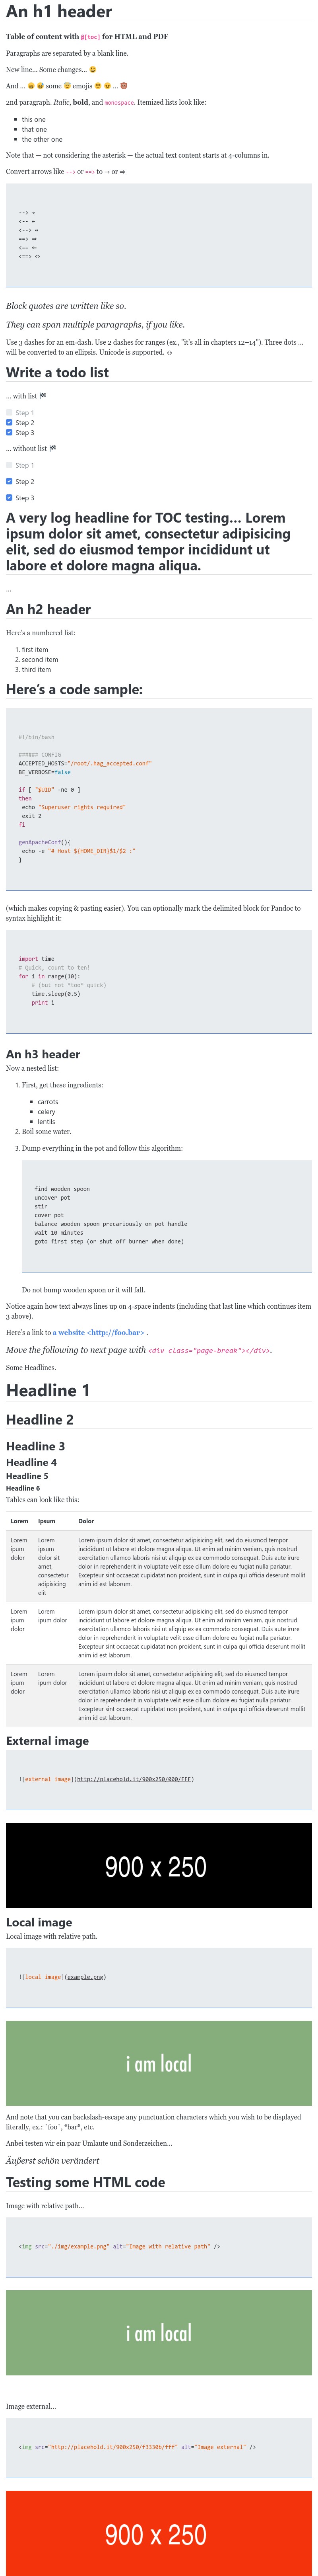 An h1 header
Table of content with @[toc] for HTML and PDF
Paragraphs are separated by a blank line.
New line... Some changes... 😃
And ... 😄 😅 some 😇 emojis 🙂 😠 ... 👹
2nd paragraph. Italic, bold, and monospace. Itemized lists look like:
▪ this one
▪ that one
▪ the other one
Note that — not considering the asterisk — the actual text content starts at 4-columns in.
Convert arrows like --> or ==> to → or ⇒
--> →
<-- ←
<--> ↔
==> ⇒
<== ⇐
<==> ⇔
Block quotes are written like so.
They can span multiple paragraphs, if you like.
Use 3 dashes for an em-dash. Use 2 dashes for ranges (ex., “it’s all in chapters 12–14”). Three dots ...
will be converted to an ellipsis. Unicode is supported. ☺
Write a todo list
... with list 🏁
Step 1
Step 2
Step 3
... without list 🏁
Step 1
Step 2
Step 3
A very log headline for TOC testing... Lorem
ipsum dolor sit amet, consectetur adipisicing
elit, sed do eiusmod tempor incididunt ut
labore et dolore magna aliqua.
...
An h2 header
Here’s a numbered list:
1. first item
2. second item
3. third item
Here’s a code sample:
#!/bin/bash
###### CONFIG
ACCEPTED_HOSTS="/root/.hag_accepted.conf"
BE_VERBOSE=false
if [ "$UID" -ne 0 ]
then
echo "Superuser rights required"
exit 2
fi
genApacheConf(){
echo -e "# Host ${HOME_DIR}$1/$2 :"
}
(which makes copying & pasting easier). You can optionally mark the delimited block for Pandoc to
syntax highlight it:
import time
# Quick, count to ten!
for i in range(10):
# (but not *too* quick)
time.sleep(0.5)
print i
An h3 header
Now a nested list:
1. First, get these ingredients:
▪ carrots
▪ celery
▪ lentils
2. Boil some water.
3. Dump everything in the pot and follow this algorithm:
find wooden spoon
uncover pot
stir
cover pot
balance wooden spoon precariously on pot handle
wait 10 minutes
goto first step (or shut off burner when done)
Do not bump wooden spoon or it will fall.
Notice again how text always lines up on 4-space indents (including that last line which continues item
3 above).
Here’s a link to a website <http://foo.bar> .
Move the following to next page with <div class="page-break"></div>.
Some Headlines.
Headline 1
Headline 2
Headline 3
Headline 4
Headline 5
Headline 6
Tables can look like this:
Lorem Ipsum Dolor
Lorem Lorem Lorem ipsum dolor sit amet, consectetur adipisicing elit, sed do eiusmod tempor
ipum ipsum incididunt ut labore et dolore magna aliqua. Ut enim ad minim veniam, quis nostrud
dolor dolor sit exercitation ullamco laboris nisi ut aliquip ex ea commodo consequat. Duis aute irure
amet, dolor in reprehenderit in voluptate velit esse cillum dolore eu fugiat nulla pariatur.
consectetur Excepteur sint occaecat cupidatat non proident, sunt in culpa qui officia deserunt mollit
adipisicing anim id est laborum.
elit
Lorem Lorem Lorem ipsum dolor sit amet, consectetur adipisicing elit, sed do eiusmod tempor
ipum ipum dolor incididunt ut labore et dolore magna aliqua. Ut enim ad minim veniam, quis nostrud
dolor exercitation ullamco laboris nisi ut aliquip ex ea commodo consequat. Duis aute irure
dolor in reprehenderit in voluptate velit esse cillum dolore eu fugiat nulla pariatur.
Excepteur sint occaecat cupidatat non proident, sunt in culpa qui officia deserunt mollit
anim id est laborum.
Lorem Lorem Lorem ipsum dolor sit amet, consectetur adipisicing elit, sed do eiusmod tempor
ipum ipum dolor incididunt ut labore et dolore magna aliqua. Ut enim ad minim veniam, quis nostrud
dolor exercitation ullamco laboris nisi ut aliquip ex ea commodo consequat. Duis aute irure
dolor in reprehenderit in voluptate velit esse cillum dolore eu fugiat nulla pariatur.
Excepteur sint occaecat cupidatat non proident, sunt in culpa qui officia deserunt mollit
anim id est laborum.
External image
![external image](http://placehold.it/900x250/000/FFF)
900 x 250
Local image
Local image with relative path.
![local image](example.png)
i am local
And note that you can backslash-escape any punctuation characters which you wish to be displayed
literally, ex.: `foo`, *bar*, etc.
Anbei testen wir ein paar Umlaute und Sonderzeichen...
Äußerst schön verändert
Testing some HTML code
Image with relative path...
<img src="./img/example.png" alt="Image with relative path" />
i am local
Image external...
<img src="http://placehold.it/900x250/f3330b/fff" alt="Image external" />
900 x 250